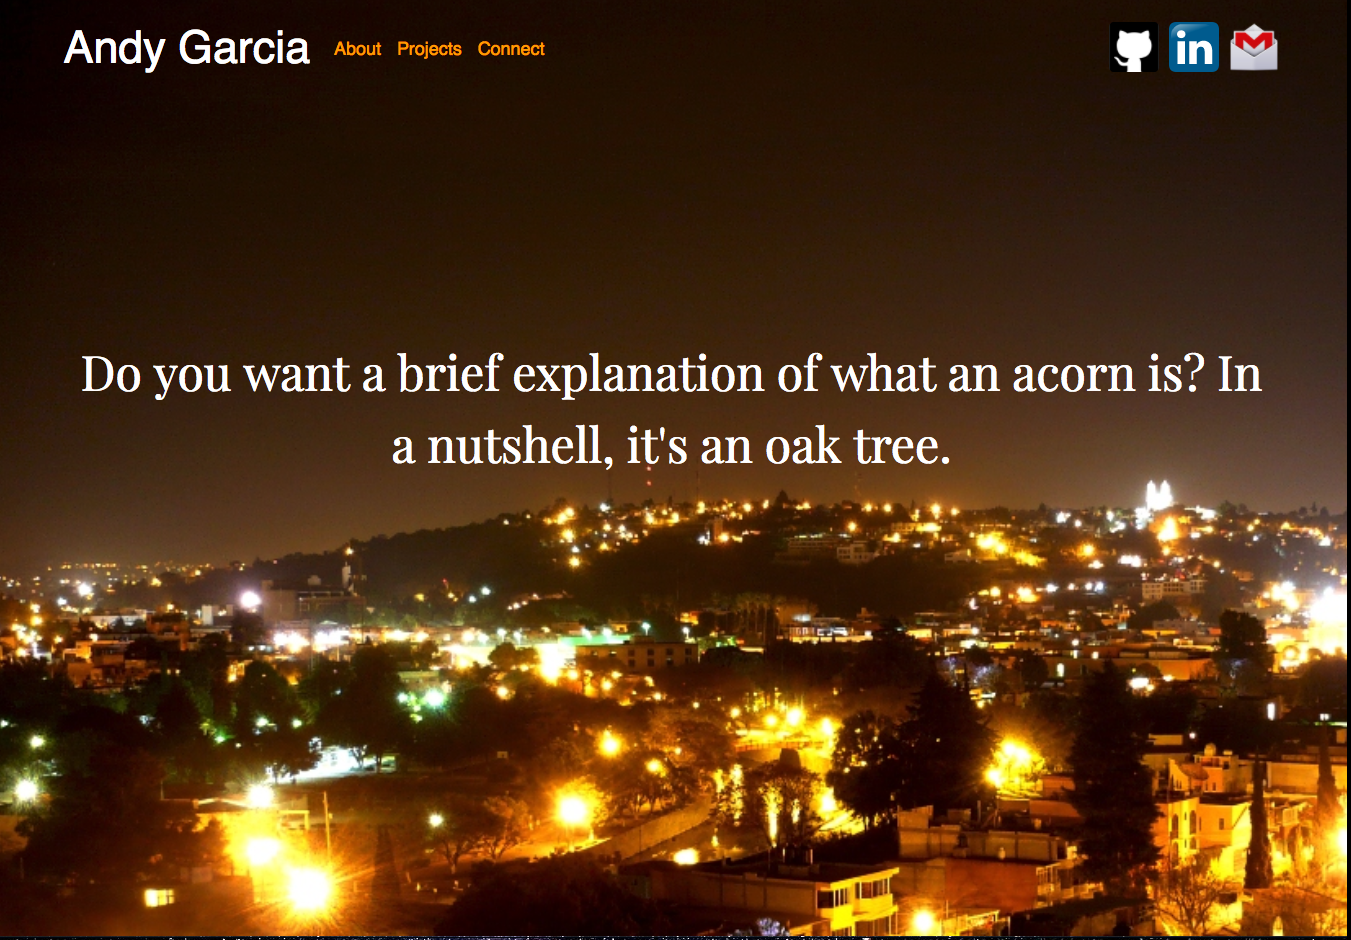 Andy Garcia About Projects Connect
in
Do you want a brief explanation of what an acorn is? In
a nutshell, it's an oak tree.